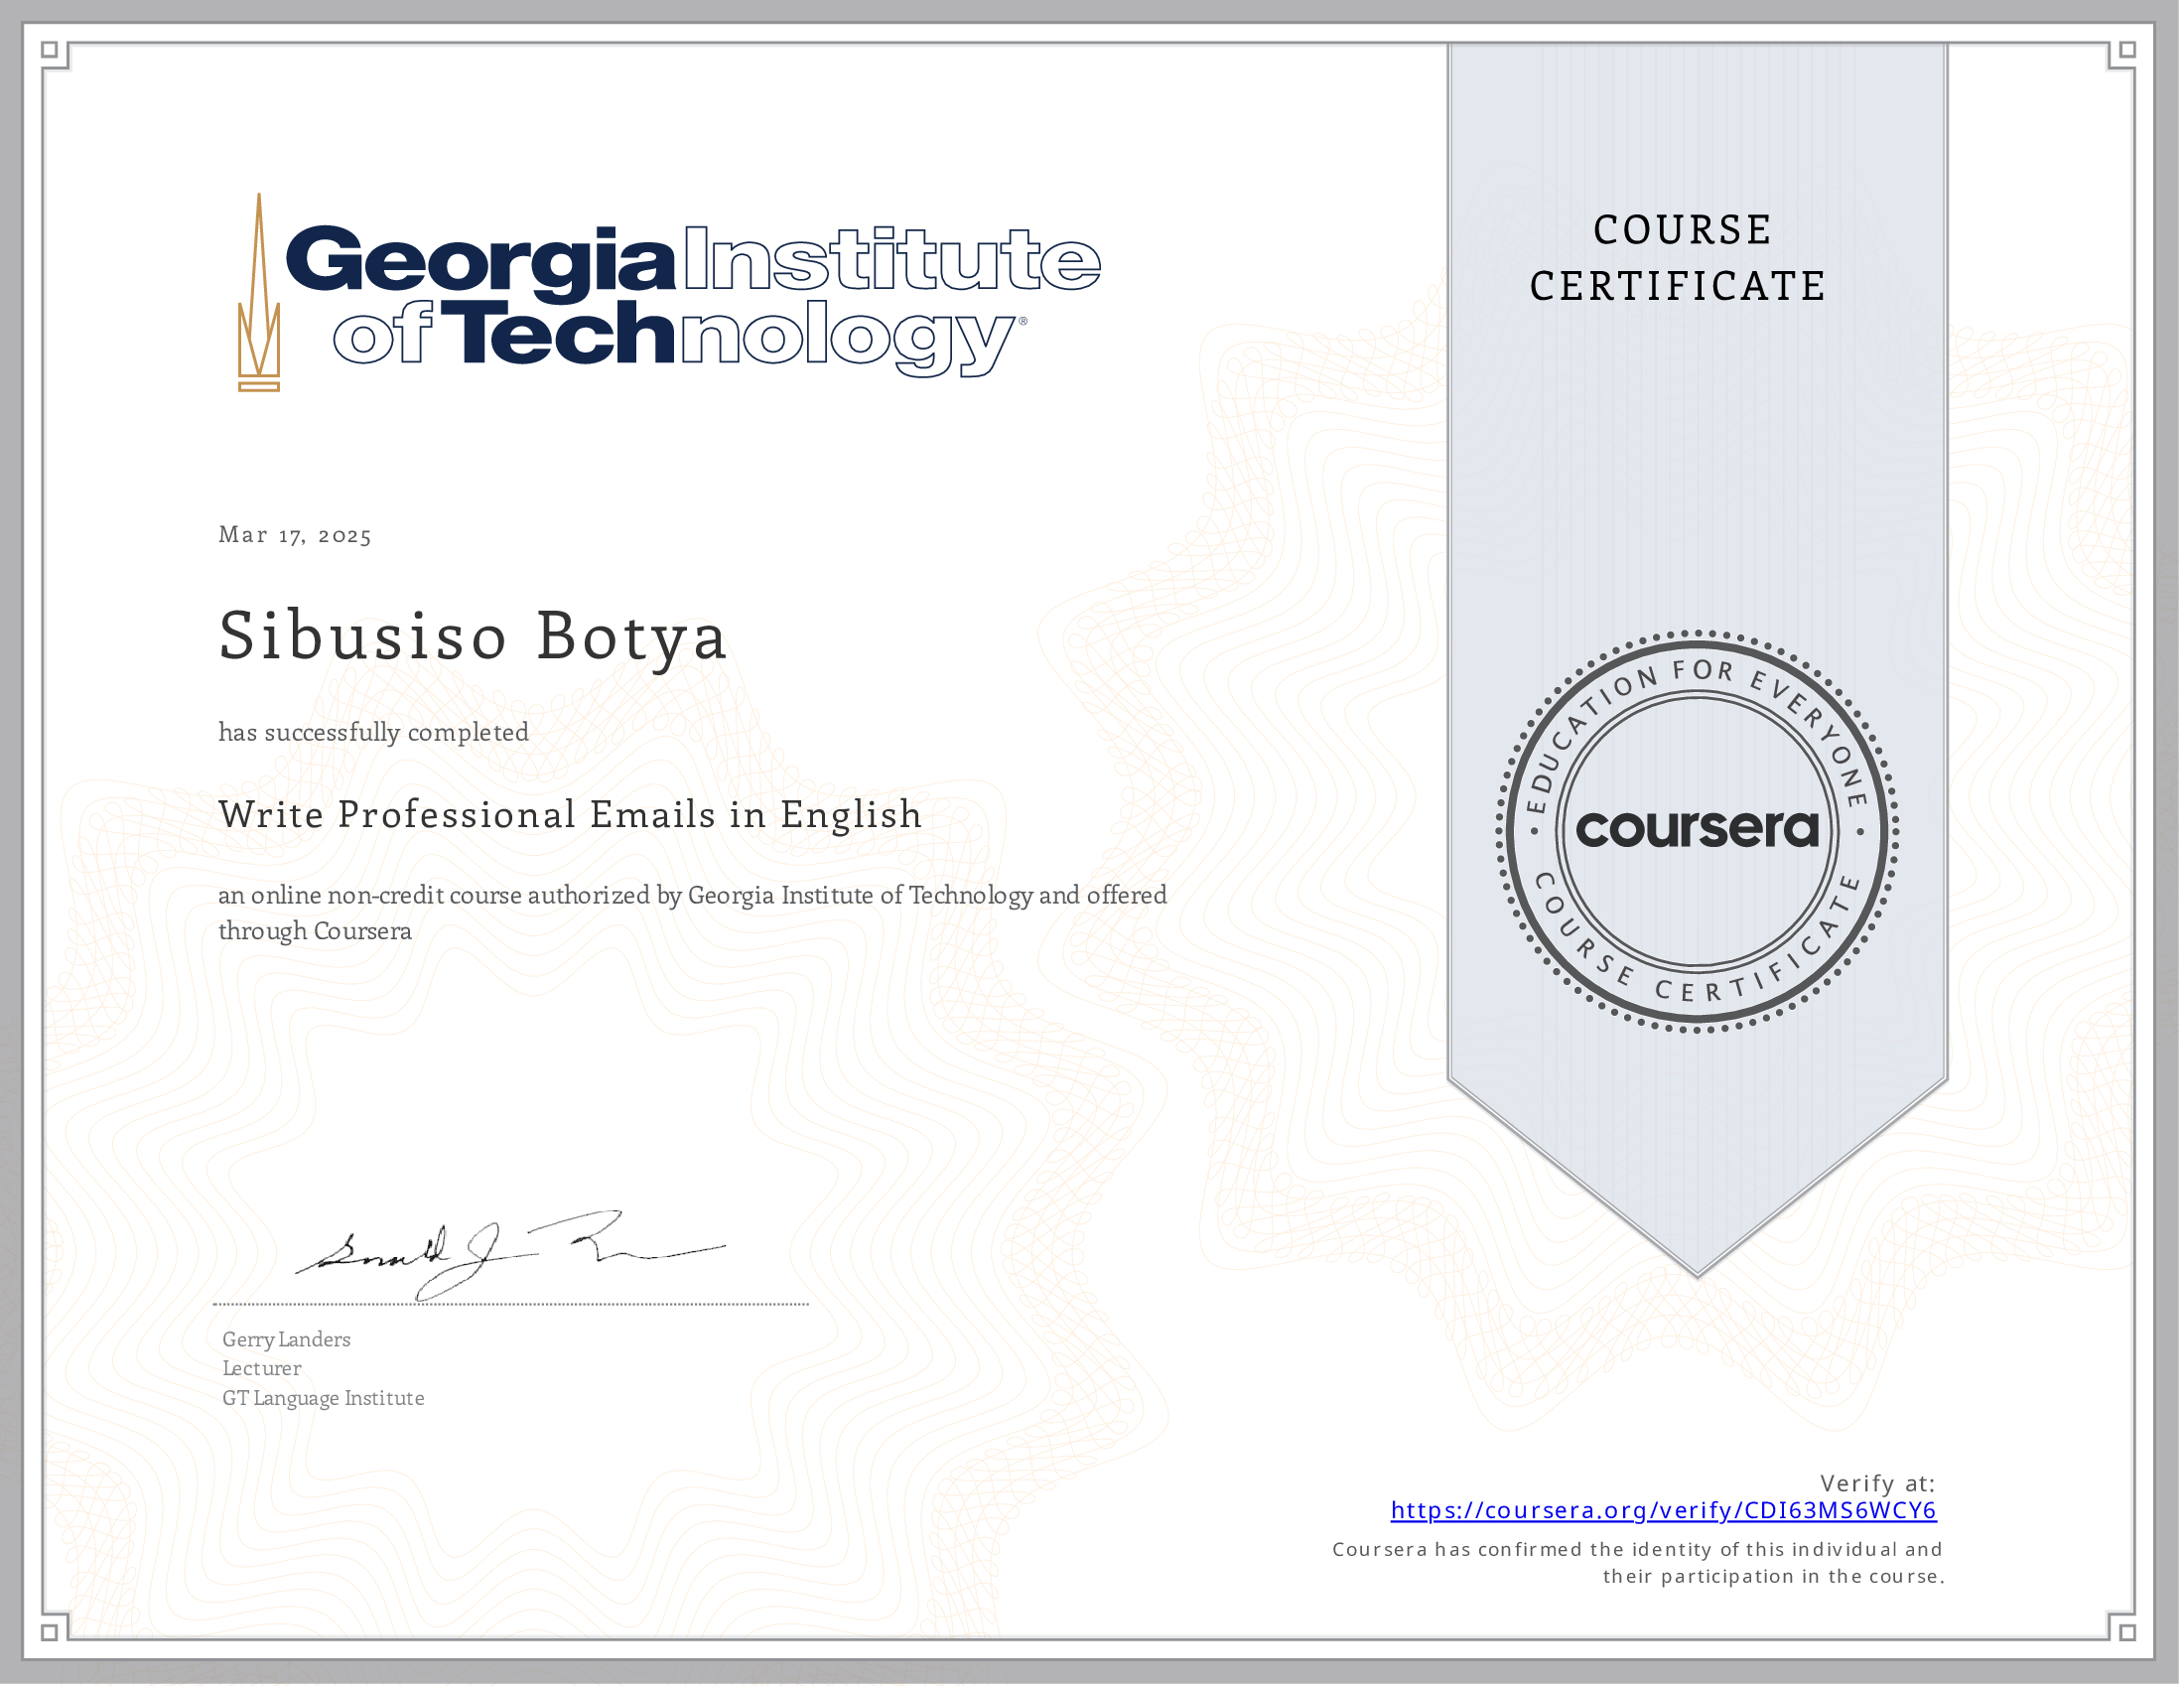 Georgia Institute
of Technology®
COURSE
CERTIFICATE
Mar 17, 2025
Sibusiso Botya
has successfully completed
Write Professional Emails in English
an online non-credit course authorized by Georgia Institute of Technology and offered
through Coursera
EDUCATION FOR EVERYONE
coursera
COURSE CERTIFICATE
Gerry Landers
Lecturer
GT Language Institute
Verify at:
https://coursera.org/verify/CDI63MS6WCY6
Coursera has confirmed the identity of this individual and
their participation in the course.